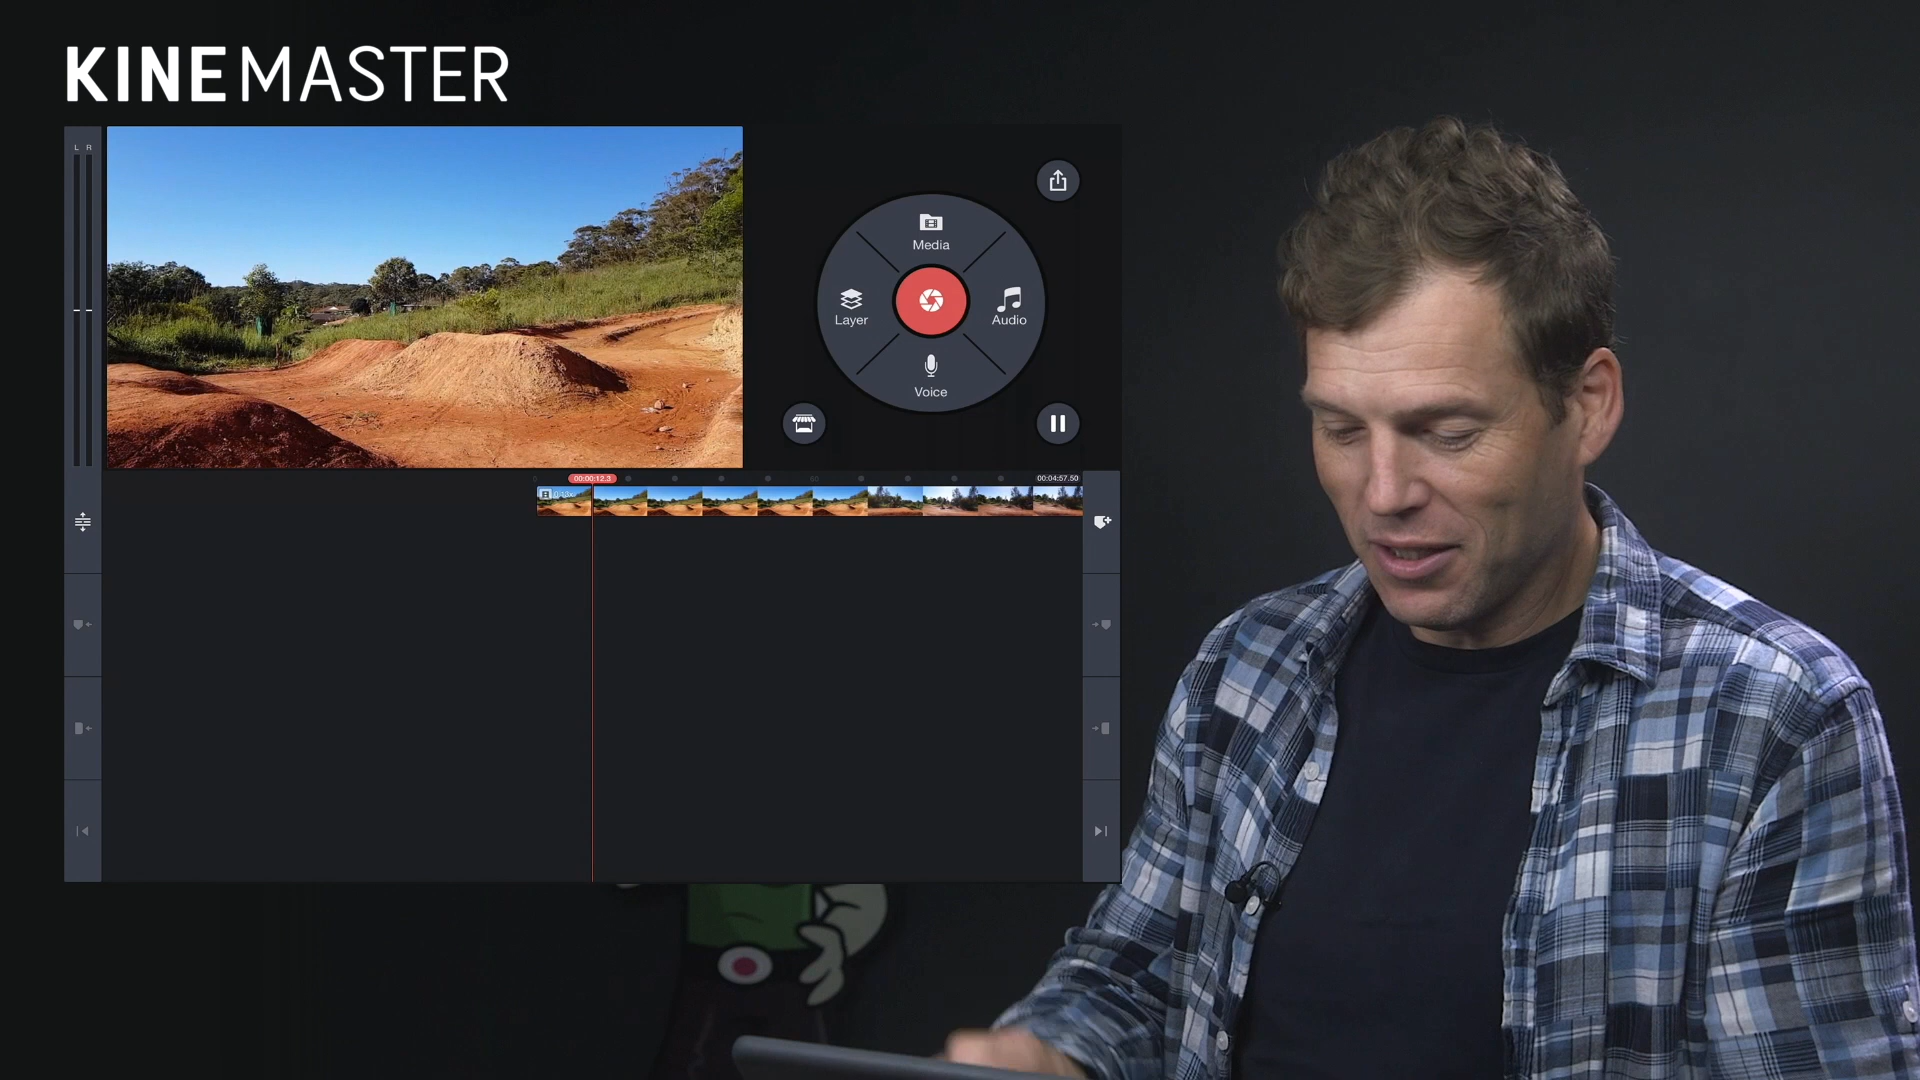 KINEMASTER
L R
Media
Layer
Audio
Voice
00:00:12.3
00:04:57.50